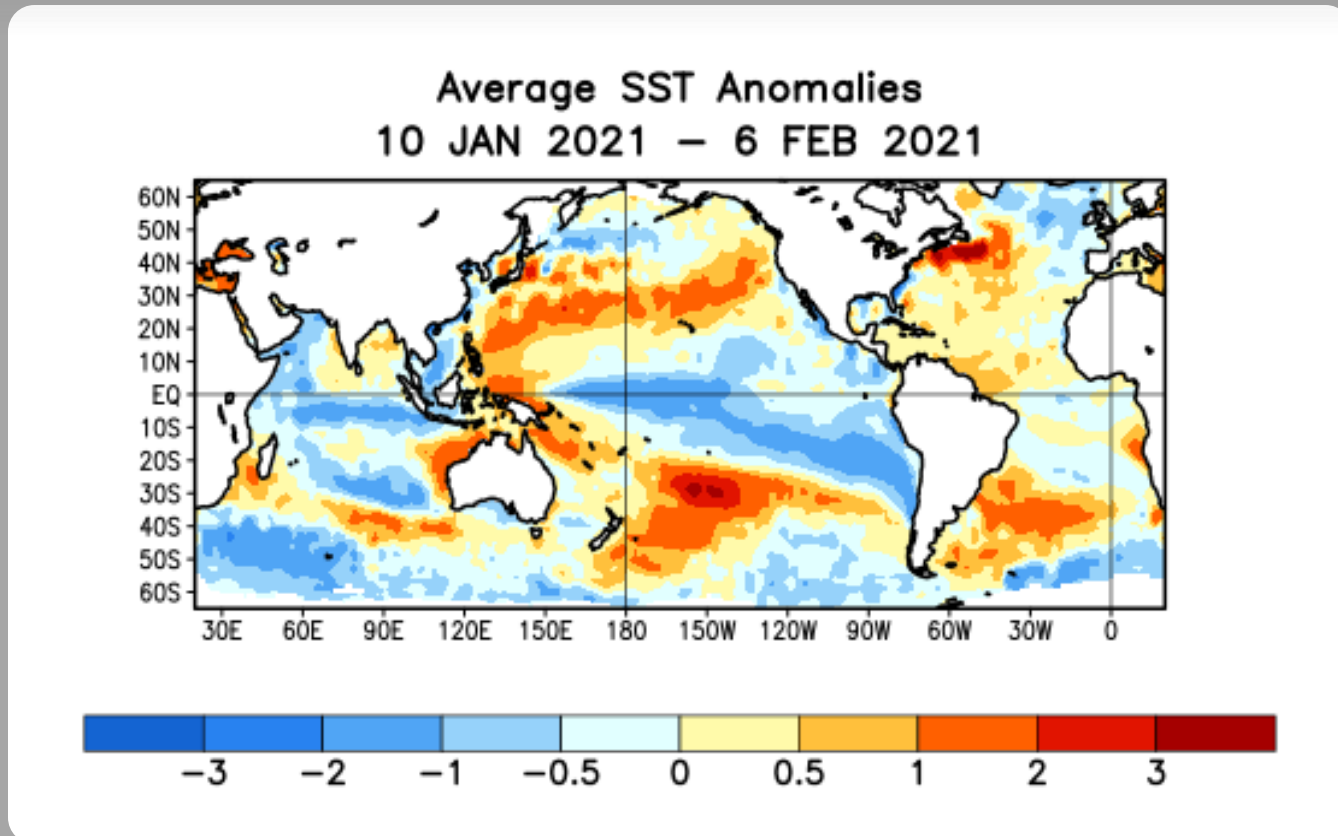 Average SST Anomalies
10 JAN 2021 – 6 FEB 2021
60N
50N
40N
30N
20N
10N
EQ
10S
20S
30S
40S
50S
60S
30E 60E 90E 120E 150E 180 150W 120W 90W 60W 30W 0
−3 −2 −1 −0.5 0 0.5 1 2 3